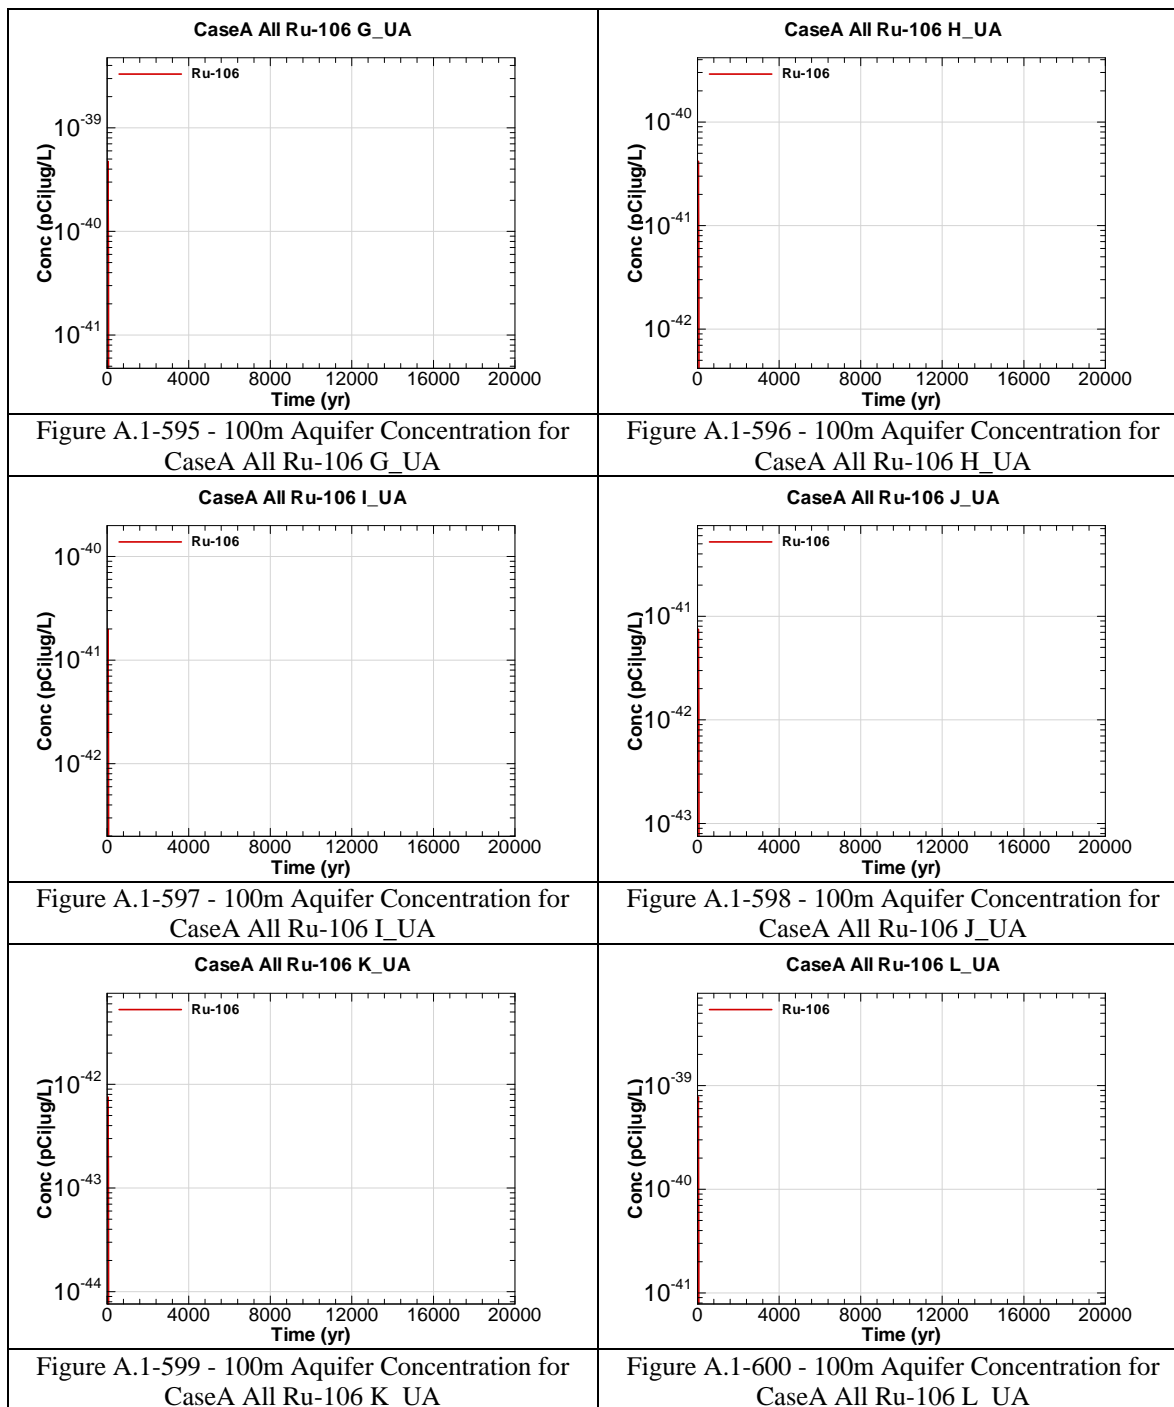 CaseA All Ru-106 G_UA
Ru-106
10-39
10-40
10-41
Conc (pCi|ug/L)
0 4000 8000 12000 16000 20000
Time (yr)
Figure A.1-595 - 100m Aquifer Concentration for
CaseA All Ru-106 G_UA
CaseA All Ru-106 H_UA
Ru-106
10-40
10-41
10-42
Conc (pCi|ug/L)
0 4000 8000 12000 16000 20000
Time (yr)
Figure A.1-596 - 100m Aquifer Concentration for
CaseA All Ru-106 H_UA
CaseA All Ru-106 I_UA
Ru-106
10-40
10-41
10-42
Conc (pCi|ug/L)
0 4000 8000 12000 16000 20000
Time (yr)
Figure A.1-597 - 100m Aquifer Concentration for
CaseA All Ru-106 I_UA
CaseA All Ru-106 J_UA
Ru-106
10-41
10-42
10-43
Conc (pCi|ug/L)
0 4000 8000 12000 16000 20000
Time (yr)
Figure A.1-598 - 100m Aquifer Concentration for
CaseA All Ru-106 J_UA
CaseA All Ru-106 K_UA
Ru-106
10-42
10-43
10-44
Conc (pCi|ug/L)
0 4000 8000 12000 16000 20000
Time (yr)
Figure A.1-599 - 100m Aquifer Concentration for
CaseA All Ru-106 K_UA
CaseA All Ru-106 L_UA
Ru-106
10-39
10-40
10-41
Conc (pCi|ug/L)
0 4000 8000 12000 16000 20000
Time (yr)
Figure A.1-600 - 100m Aquifer Concentration for
CaseA All Ru-106 L_UA